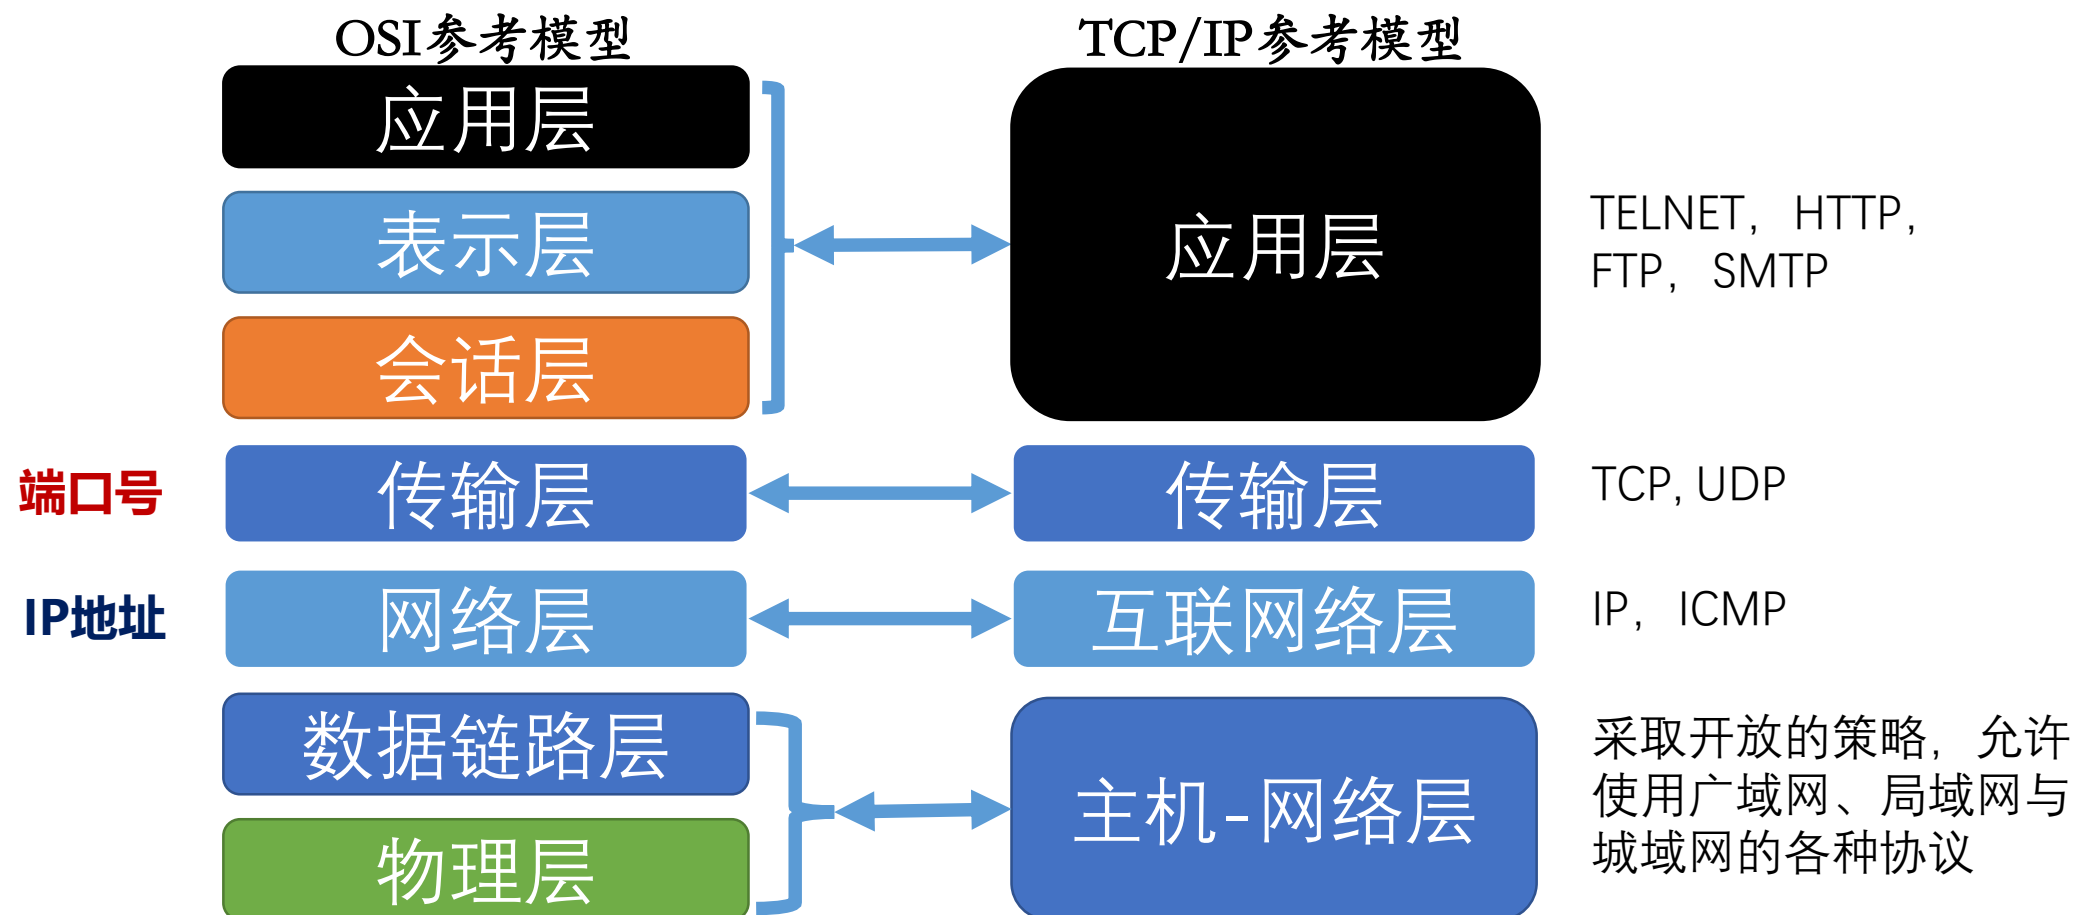 OSI参考模型
TCP/IP参考模型
应用层
表示层
会话层
应用层
TELNET，HTTP，
FTP，SMTP
端口号
传输层
传输层
TCP, UDP
IP地址
网络层
互联网络层
IP，ICMP
数据链路层
物理层
主机-网络层
采取开放的策略，允许
使用广域网、局域网与
城域网的各种协议